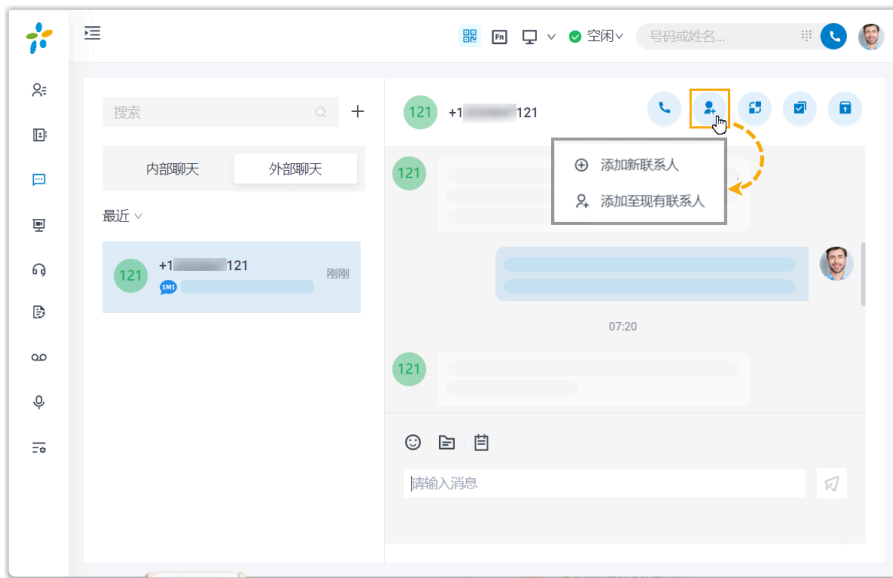 Fn
空闲
号码或姓名...
搜索
内部聊天
外部聊天
最近
121
+1 121
刚刚
SMS
121
+1 121
添加新联系人
添加至现有联系人
121
07:20
121
请输入消息